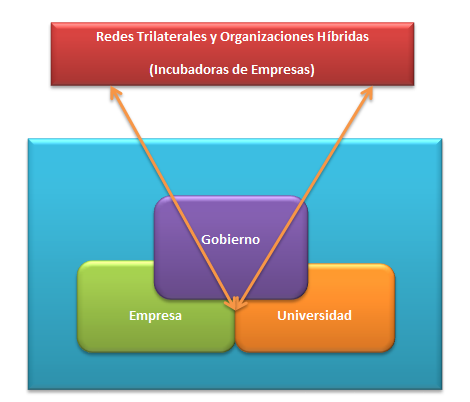 Redes Trilaterales y Organizaciones Híbridas
(Incubadoras de Empresas)
Gobierno
Empresa
Universidad